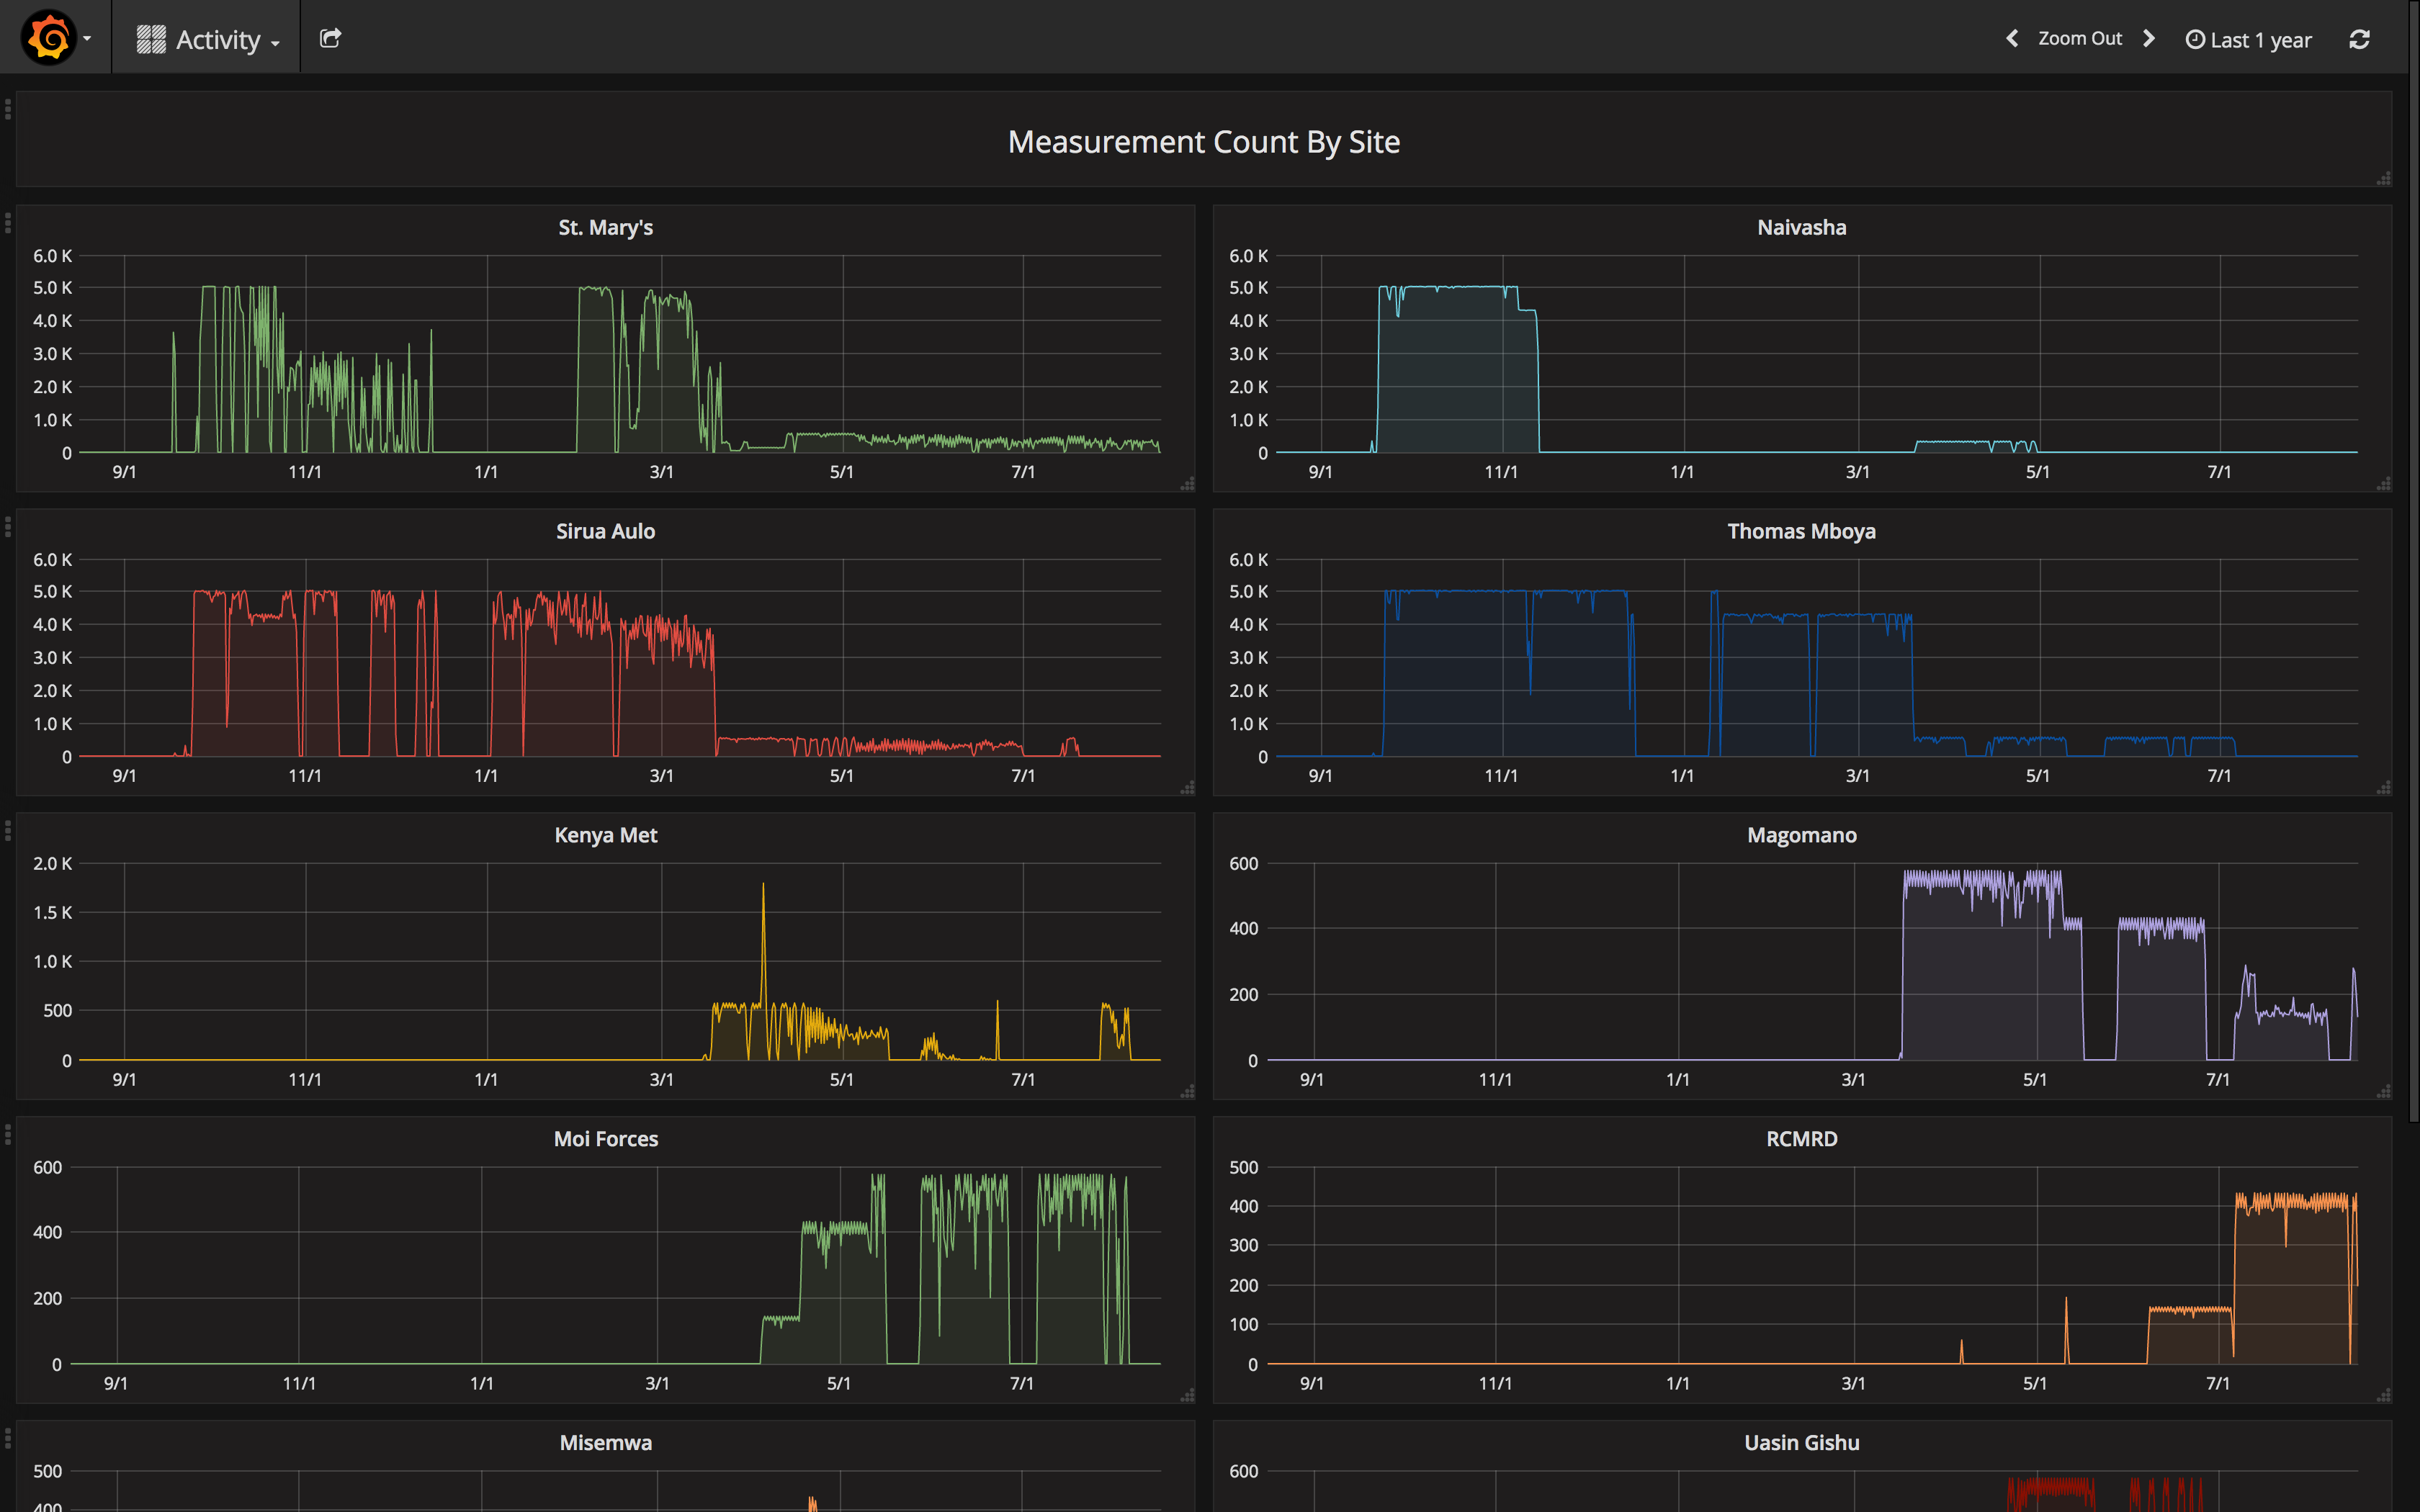 Activity
Zoom Out
Last 1 year
Measurement Count By Site
St. Mary's
6.0 K
5.0 K
4.0 K
3.0 K
2.0 K
1.0 K
0
9/1 11/1 1/1 3/1 5/1 7/1
Naivasha
6.0 K
5.0 K
4.0 K
3.0 K
2.0 K
1.0 K
0
9/1 11/1 1/1 3/1 5/1 7/1
Sirua Aulo
6.0 K
5.0 K
4.0 K
3.0 K
2.0 K
1.0 K
0
9/1 11/1 1/1 3/1 5/1 7/1
Thomas Mboya
6.0 K
5.0 K
4.0 K
3.0 K
2.0 K
1.0 K
0
9/1 11/1 1/1 3/1 5/1 7/1
Kenya Met
2.0 K
1.5 K
1.0 K
500
0
9/1 11/1 1/1 3/1 5/1 7/1
Magomano
600
400
200
0
9/1 11/1 1/1 3/1 5/1 7/1
Moi Forces
600
400
200
0
9/1 11/1 1/1 3/1 5/1 7/1
RCMRD
500
400
300
200
100
0
9/1 11/1 1/1 3/1 5/1 7/1
Misemwa
500
400
Uasin Gishu
600